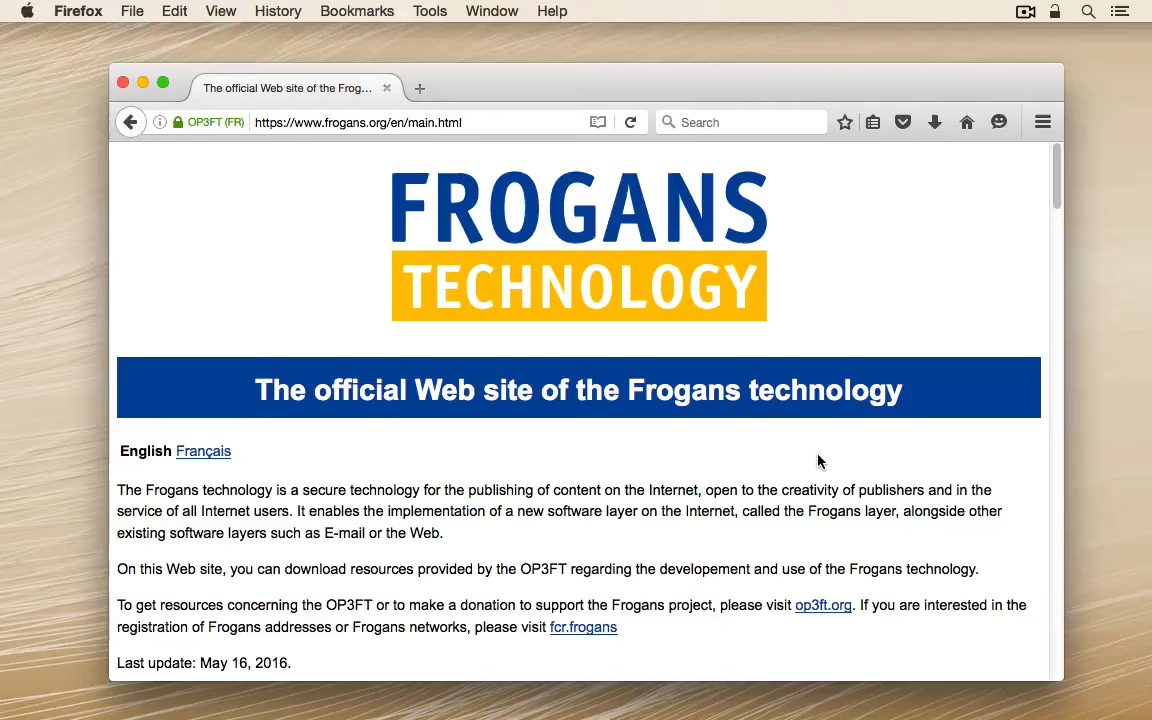 Firefox File Edit View History Bookmarks Tools Window Help
The official Web site of the Frog...
OP3FT (FR) https://www.frogans.org/en/main.html Search
FROGANS
TECHNOLOGY
The official Web site of the Frogans technology
English Français
The Frogans technology is a secure technology for the publishing of content on the Internet, open to the creativity of publishers and in the
service of all Internet users. It enables the implementation of a new software layer on the Internet, called the Frogans layer, alongside other
existing software layers such as E-mail or the Web.
On this Web site, you can download resources provided by the OP3FT regarding the developement and use of the Frogans technology.
To get resources concerning the OP3FT or to make a donation to support the Frogans project, please visit op3ft.org. If you are interested in the
registration of Frogans addresses or Frogans networks, please visit fcr.frogans
Last update: May 16, 2016.